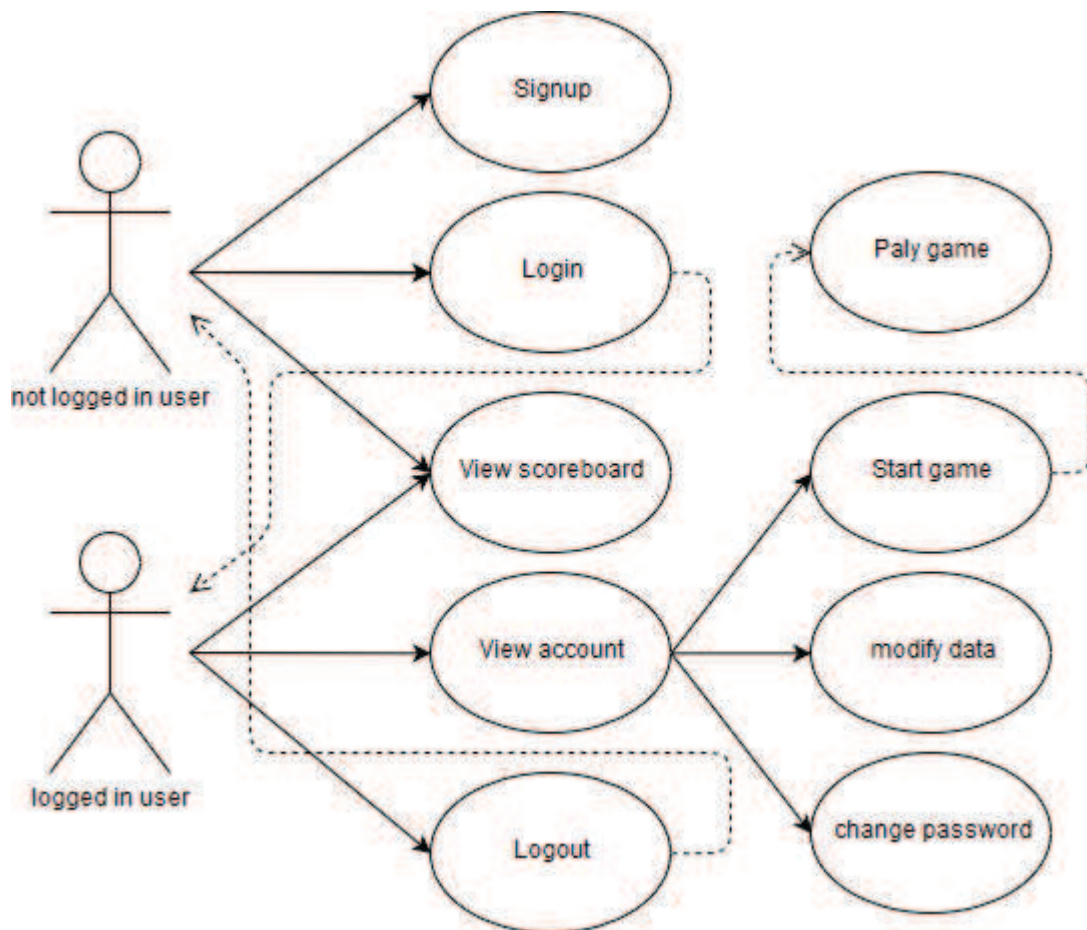 Signup
Login
Paly game
not logged in user
View scoreboard
Start game
View account
modify data
logged in user
Logout
change password